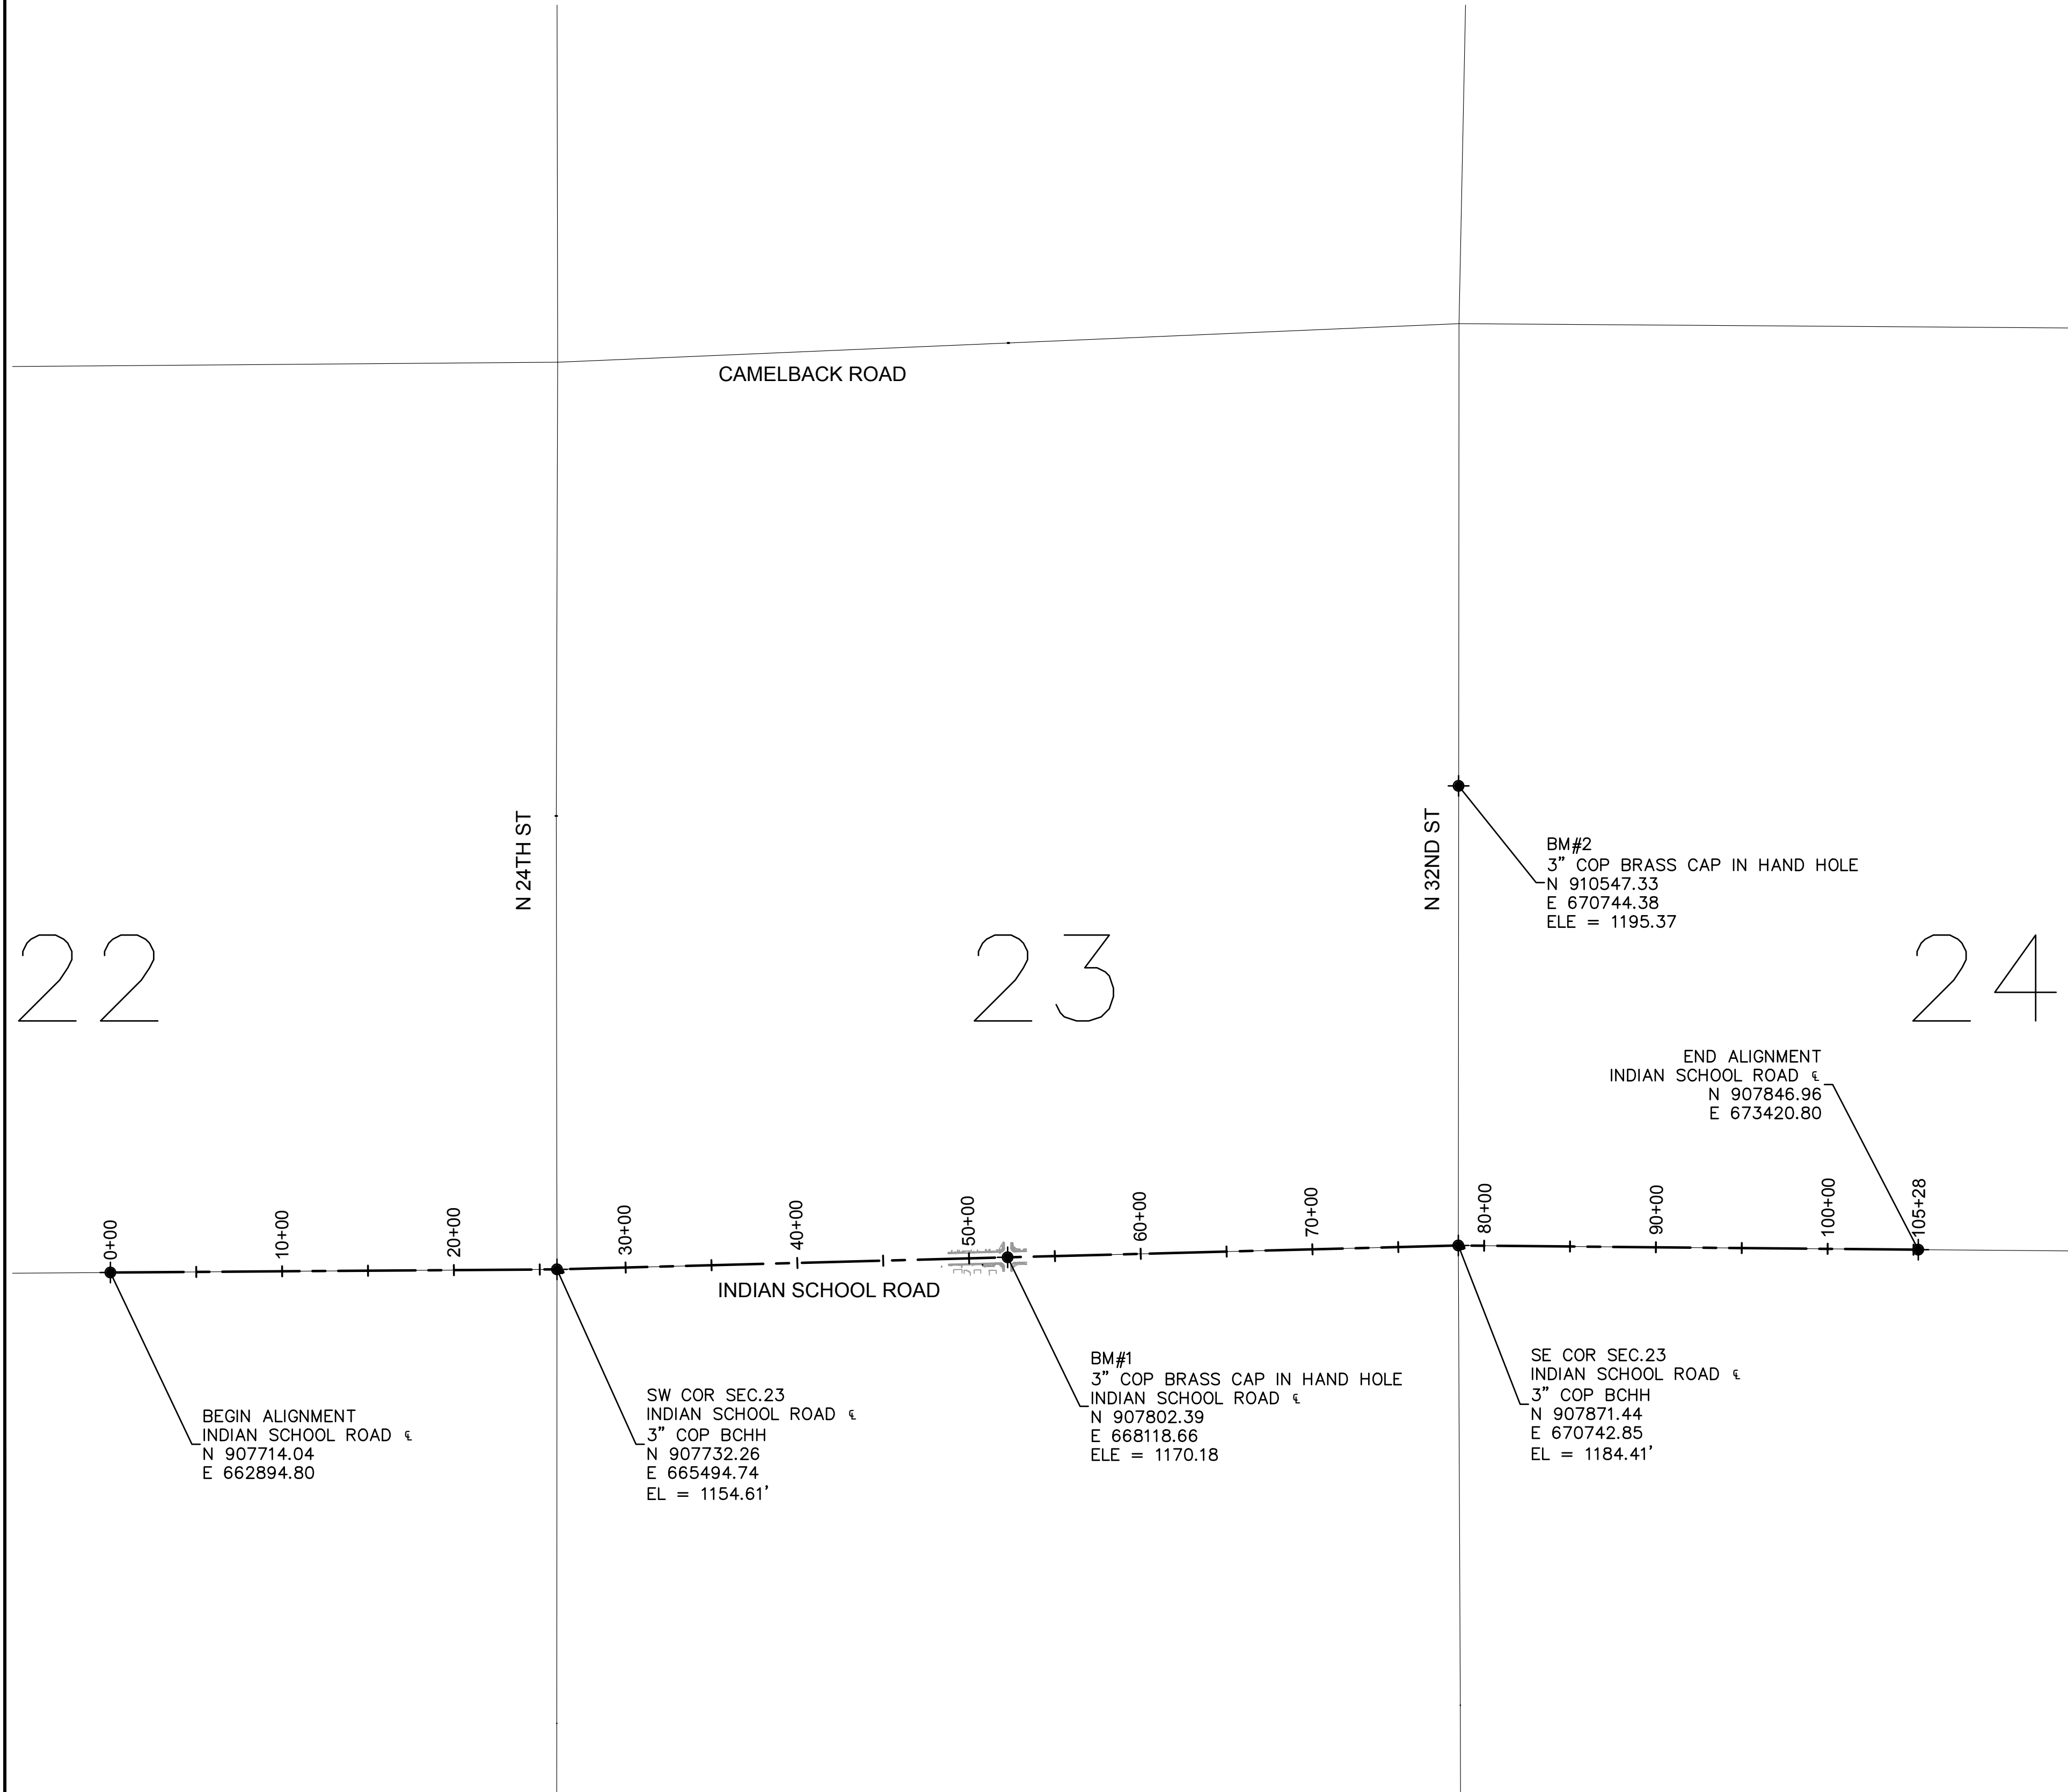 CAMELBACK ROAD
N 24TH ST
N 32ND ST
BM#2
3" COP BRASS CAP IN HAND HOLE
N 910547.33
E 670744.38
ELE = 1195.37
22
23
24
END ALIGNMENT
INDIAN SCHOOL ROAD ℄
N 907846.96
E 673420.80
0+00
10+00
20+00
30+00
40+00
50+00
60+00
70+00
80+00
90+00
100+00
105+28
INDIAN SCHOOL ROAD
BEGIN ALIGNMENT
INDIAN SCHOOL ROAD ℄
N 907714.04
E 662894.80
SW COR SEC.23
INDIAN SCHOOL ROAD ℄
3" COP BCHH
N 907732.26
E 665494.74
EL = 1154.61'
BM#1
3" COP BRASS CAP IN HAND HOLE
INDIAN SCHOOL ROAD ℄
N 907802.39
E 668118.66
ELE = 1170.18
SE COR SEC.23
INDIAN SCHOOL ROAD ℄
3" COP BCHH
N 907871.44
E 670742.85
EL = 1184.41'